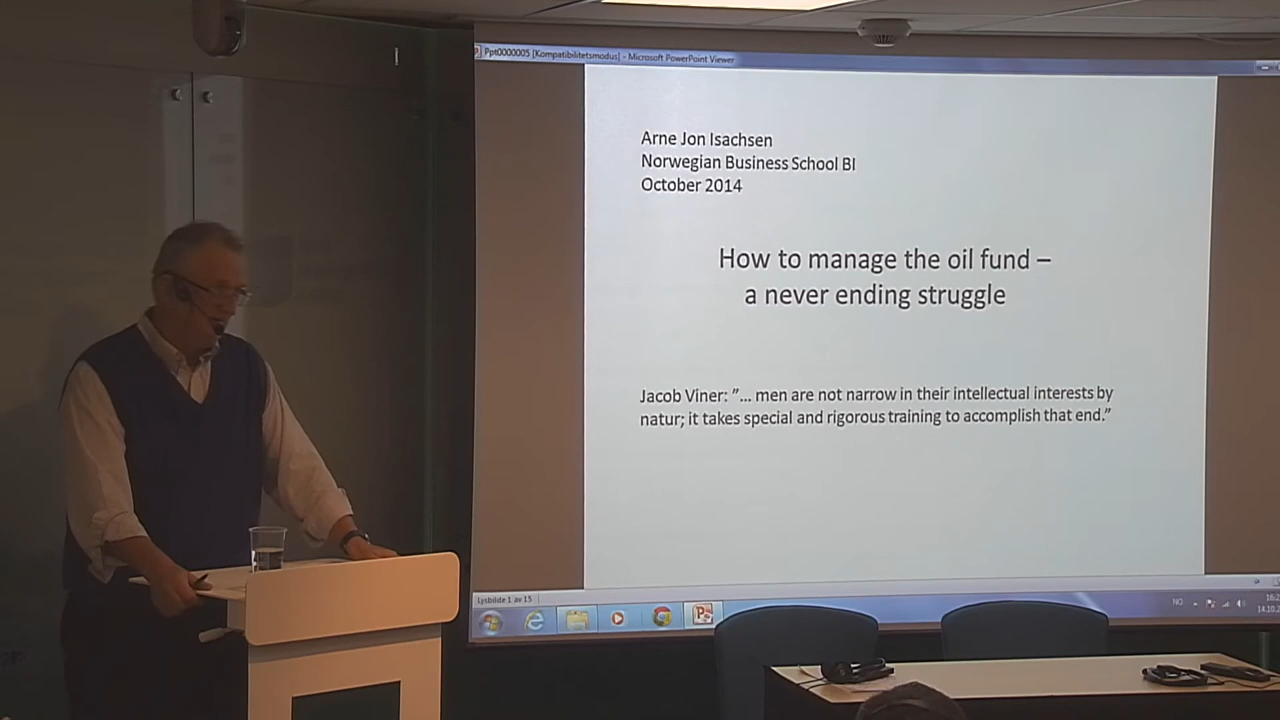 Ppt0000005 [Kompatibilitetsmodus] - Microsoft PowerPoint Viewer
Arne Jon Isachsen
Norwegian Business School BI
October 2014
How to manage the oil fund –
a never ending struggle
Jacob Viner: ”... men are not narrow in their intellectual interests by
natur; it takes special and rigorous training to accomplish that end.”
Lysbilde 1 av 15
NO